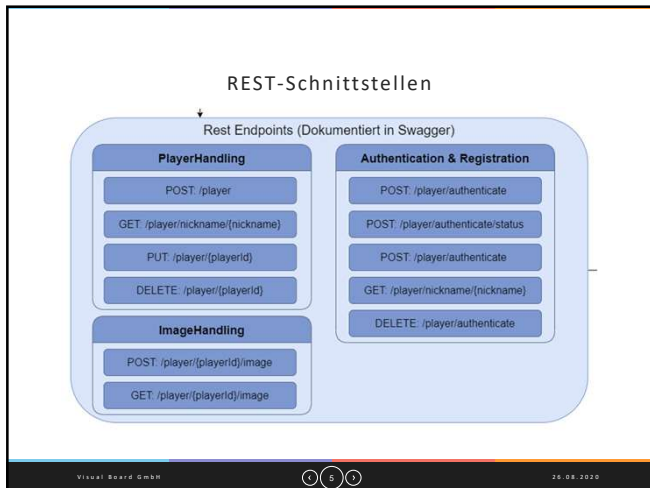 REST-Schnittstellen
Rest Endpoints (Dokumentiert in Swagger)
PlayerHandling
POST: /player
GET: /player/nickname/{nickname}
PUT: /player/{playerId}
DELETE: /player/{playerId}
ImageHandling
POST: /player/{playerId}/image
GET: /player/{playerId}/image
Authentication & Registration
POST: /player/authenticate
POST: /player/authenticate/status
POST: /player/authenticate
GET: /player/nickname/{nickname}
DELETE: /player/authenticate
Visual Board GmbH
5
26.08.2020